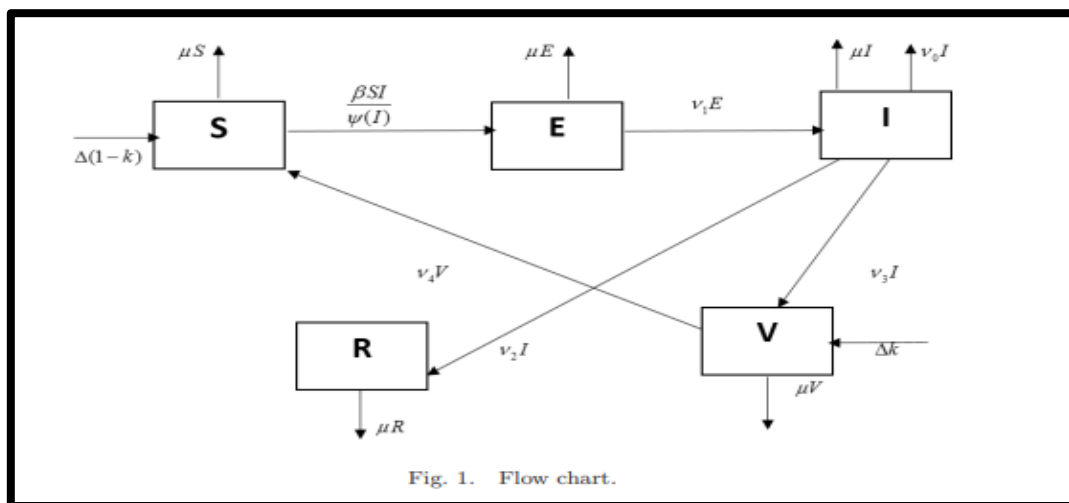 μS
μE
μI
ν₀I
βSI
ψ(I)
ν₁E
S
E
I
Δ(1−k)
ν₄V
ν₃I
R
V
ν₂I
Δk
μR
μV
Fig. 1. Flow chart.